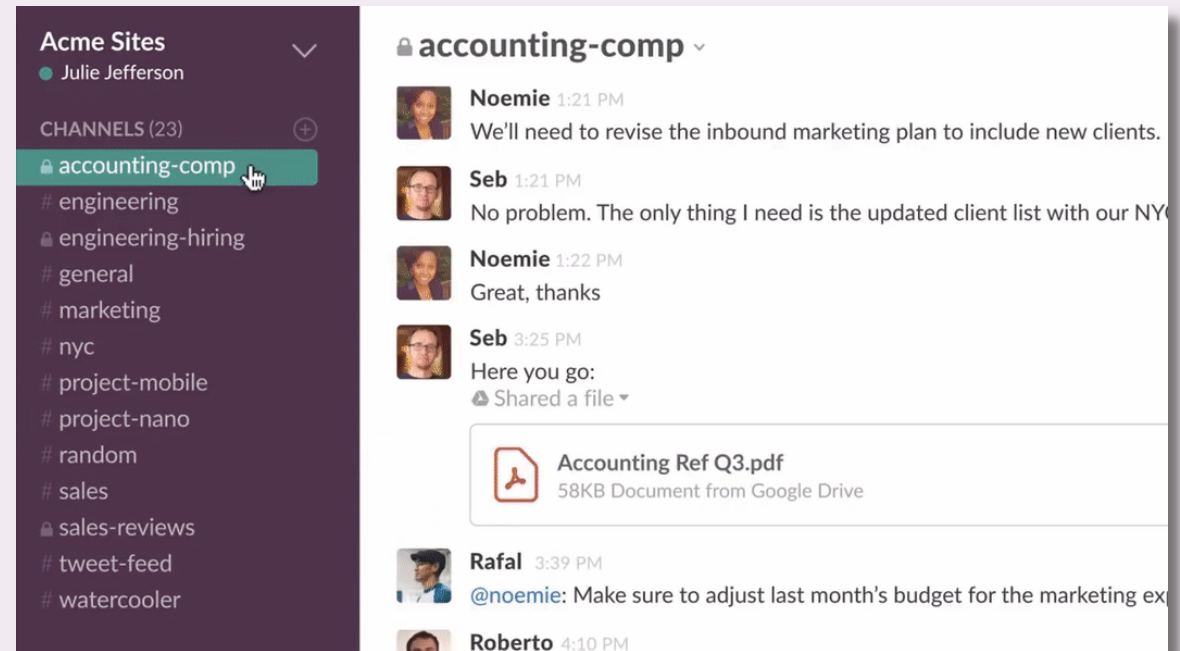 Acme Sites
Julie Jefferson
CHANNELS (23)
accounting-comp
# engineering
engineering-hiring
# general
# marketing
# nyc
# project-mobile
# project-nano
# random
# sales
sales-reviews
# tweet-feed
# watercooler
accounting-comp
Noemie 1:21 PM
We’ll need to revise the inbound marketing plan to include new clients.
Seb 1:21 PM
No problem. The only thing I need is the updated client list with our
Noemie 1:22 PM
Great, thanks
Seb 3:25 PM
Here you go:
Shared a file
Accounting Ref Q3.pdf
58KB Document from Google Drive
Rafal 3:39 PM
@noemie: Make sure to adjust last month’s budget for the marketing
Roberto 4:10 PM